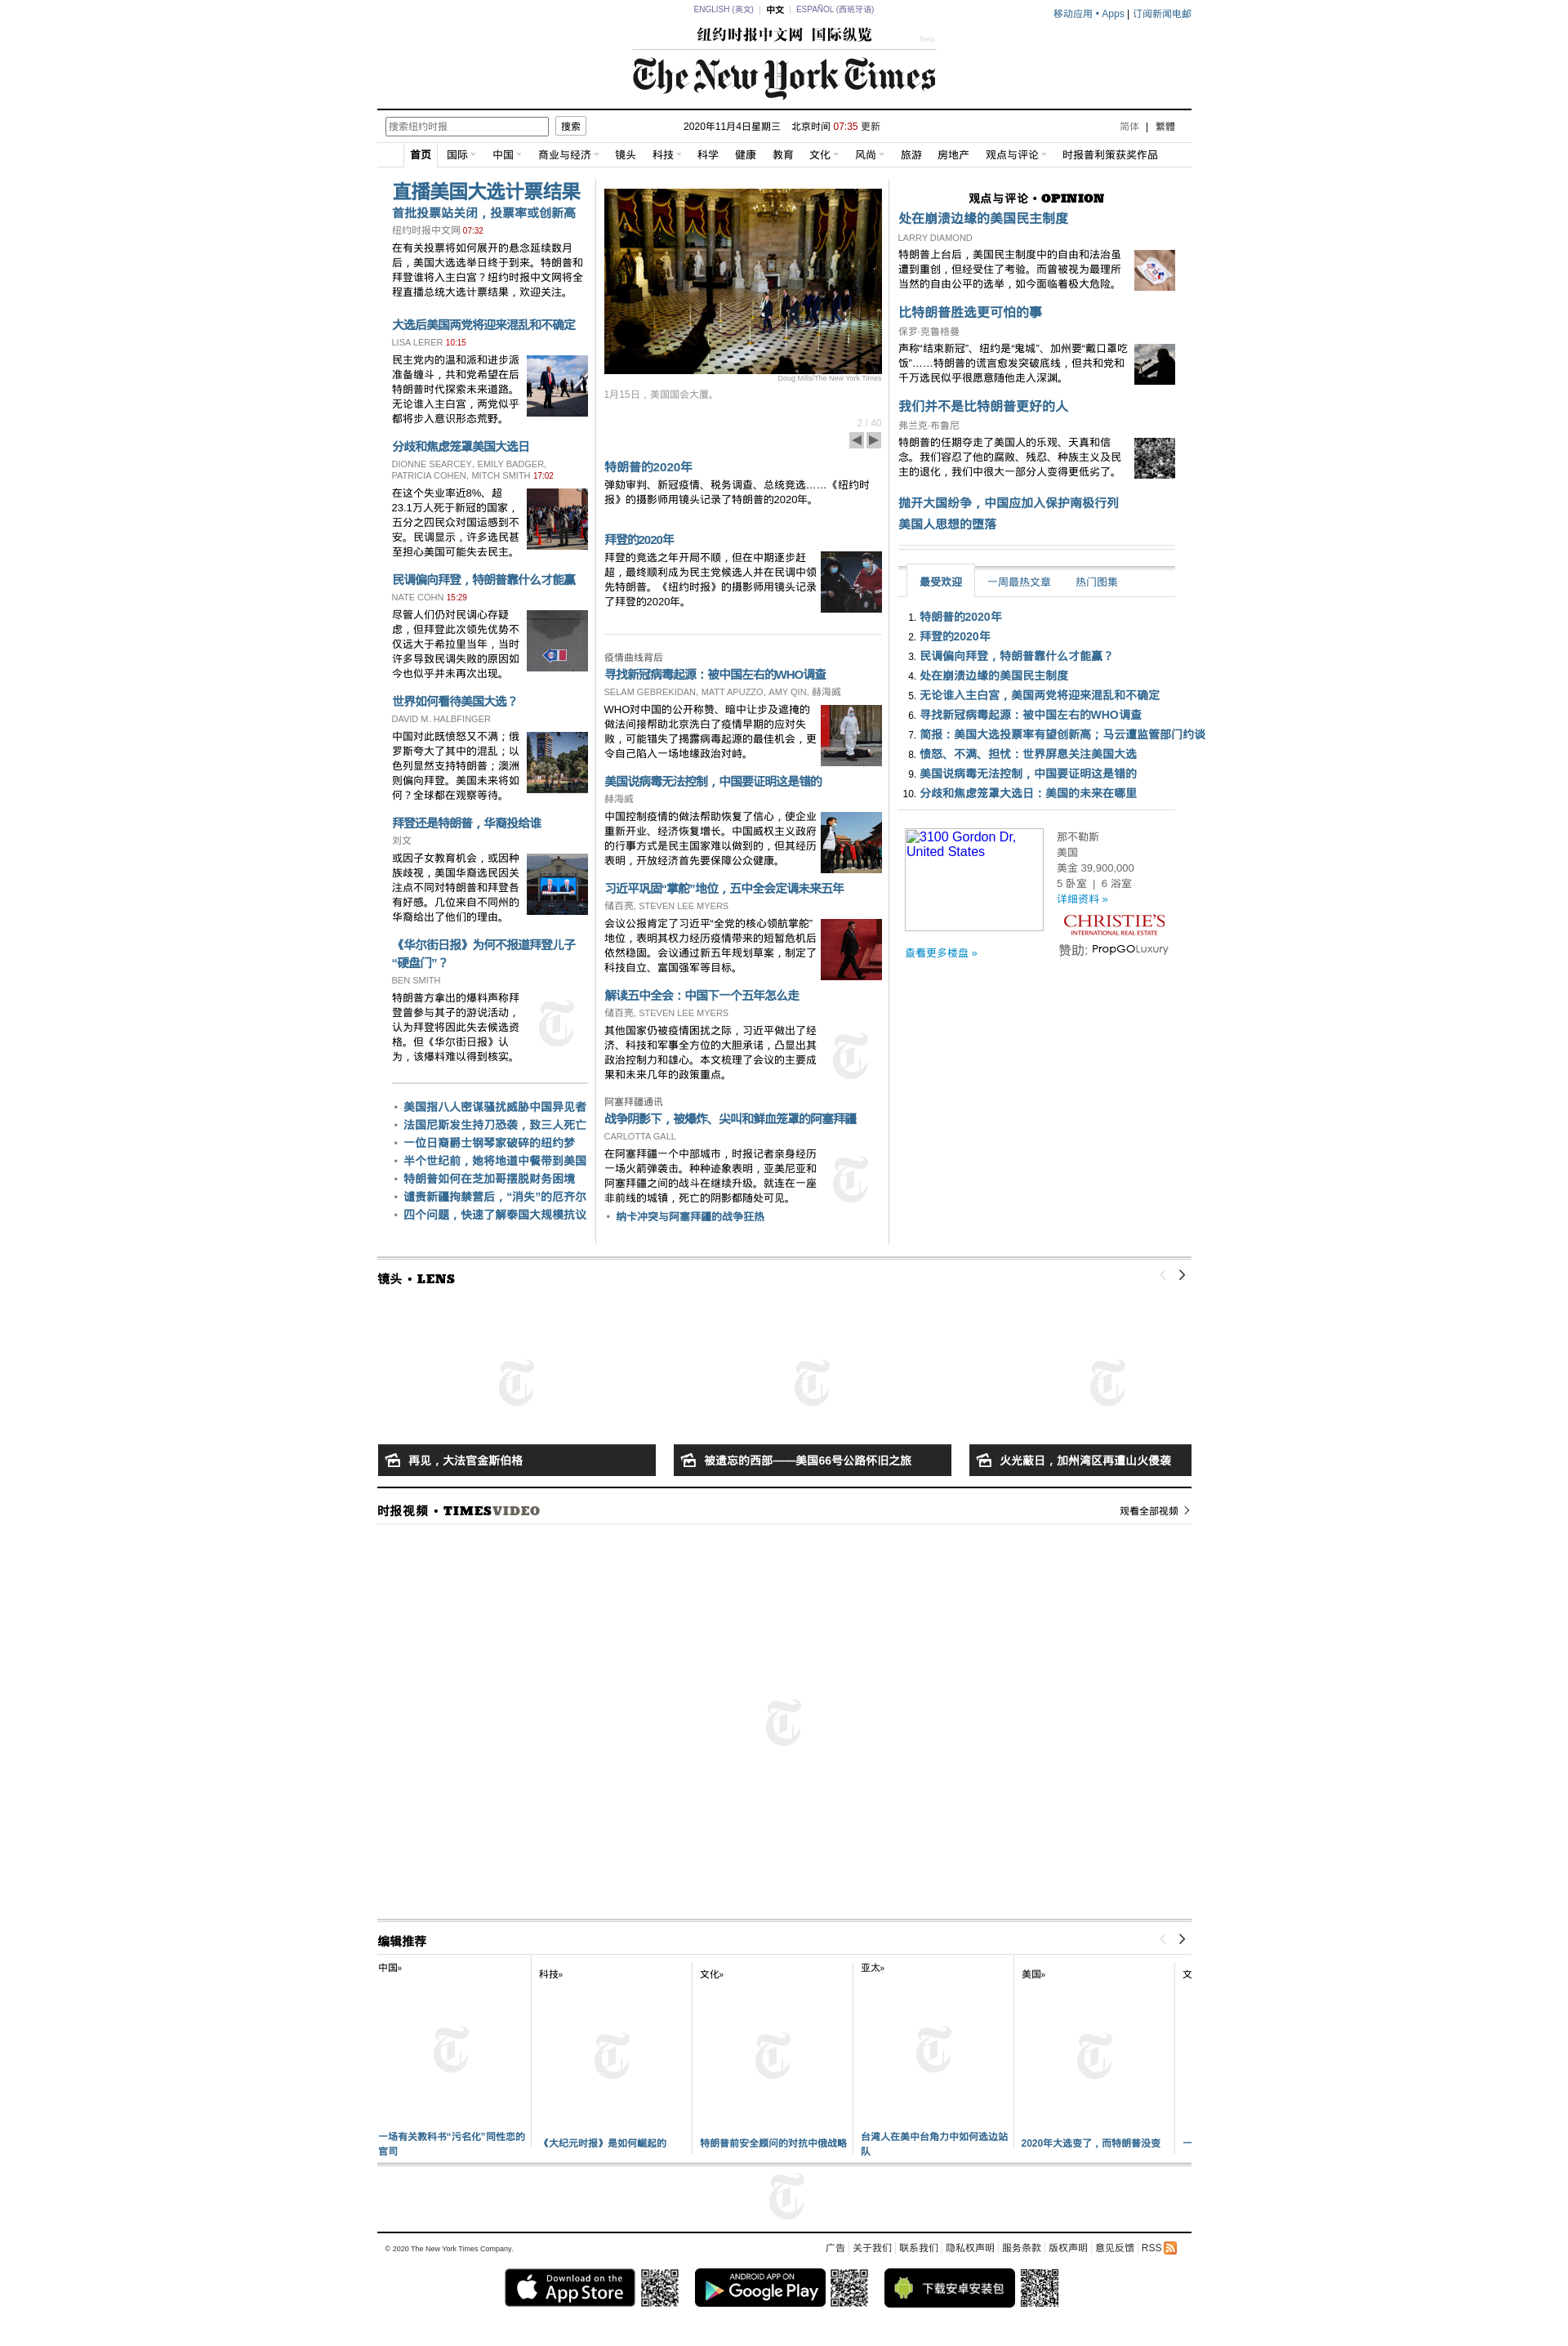 ENGLISH (英文) | 中文 | ESPAÑOL (西班牙语)
移动应用 • Apps | 订阅新闻电邮
纽约时报中文网 国际纵览
Beta
The New York Times
搜索纽约时报 搜索
2020年11月4日星期三 北京时间 07:35 更新
简体 | 繁體
首页 国际 中国 商业与经济 镜头 科技 科学 健康 教育 文化 风尚 旅游 房地产 观点与评论 时报普利策获奖作品
直播美国大选计票结果
首批投票站关闭，投票率或创新高
纽约时报中文网 07:32
在有关投票将如何展开的悬念延续数月
后，美国大选选举日终于到来。特朗普和
拜登谁将入主白宫？纽约时报中文网将全
程直播总统大选计票结果，欢迎关注。
大选后美国两党将迎来混乱和不确定
LISA LERER 10:15
民主党内的温和派和进步派
准备缠斗，共和党希望在后
特朗普时代探索未来道路。
无论谁入主白宫，两党似乎
都将步入意识形态荒野。
分歧和焦虑笼罩美国大选日
DIONNE SEARCEY, EMILY BADGER,
PATRICIA COHEN, MITCH SMITH 17:02
在这个失业率近8%、超
23.1万人死于新冠的国家，
五分之四民众对国运感到不
安。民调显示，许多选民甚
至担心美国可能失去民主。
民调偏向拜登，特朗普靠什么才能赢
NATE COHN 15:29
尽管人们仍对民调心存疑
虑，但拜登此次领先优势不
仅远大于希拉里当年，当时
许多导致民调失败的原因如
今也似乎并未再次出现。
世界如何看待美国大选？
DAVID M. HALBFINGER
中国对此既愤怒又不满；俄
罗斯夸大了其中的混乱；以
色列显然支持特朗普；澳洲
则偏向拜登。美国未来将如
何？全球都在观察等待。
拜登还是特朗普，华裔投给谁
刘文
或因子女教育机会，或因种
族歧视，美国华裔选民因关
注点不同对特朗普和拜登各
有好感。几位来自不同州的
华裔给出了他们的理由。
《华尔街日报》为何不报道拜登儿子
“硬盘门”？
BEN SMITH
特朗普方拿出的爆料声称拜
登曾参与其子的游说活动，
认为拜登将因此失去候选资
格。但《华尔街日报》认
为，该爆料难以得到核实。
• 美国指八人密谋骚扰威胁中国异见者
• 法国尼斯发生持刀恐袭，致三人死亡
• 一位日裔爵士钢琴家破碎的纽约梦
• 半个世纪前，她将地道中餐带到美国
• 特朗普如何在芝加哥摆脱财务困境
• 谴责新疆拘禁营后，“消失”的厄齐尔
• 四个问题，快速了解泰国大规模抗议
Doug Mills/The New York Times
1月15日，美国国会大厦。
2 / 40
特朗普的2020年
弹劾审判、新冠疫情、税务调查、总统竞选……《纽约时
报》的摄影师用镜头记录了特朗普的2020年。
拜登的2020年
拜登的竞选之年开局不顺，但在中期逐步赶
超，最终顺利成为民主党候选人并在民调中领
先特朗普。《纽约时报》的摄影师用镜头记录
了拜登的2020年。
疫情曲线背后
寻找新冠病毒起源：被中国左右的WHO调查
SELAM GEBREKIDAN, MATT APUZZO, AMY QIN, 赫海威
WHO对中国的公开称赞、暗中让步及遮掩的
做法间接帮助北京洗白了疫情早期的应对失
败，可能错失了揭露病毒起源的最佳机会，更
令自己陷入一场地缘政治对峙。
美国说病毒无法控制，中国要证明这是错的
赫海威
中国控制疫情的做法帮助恢复了信心，使企业
重新开业、经济恢复增长。中国威权主义政府
的行事方式是民主国家难以做到的，但其经历
表明，开放经济首先要保障公众健康。
习近平巩固“掌舵”地位，五中全会定调未来五年
储百亮, STEVEN LEE MYERS
会议公报肯定了习近平“全党的核心领航掌舵”
地位，表明其权力经历疫情带来的短暂危机后
依然稳固。会议通过新五年规划草案，制定了
科技自立、富国强军等目标。
解读五中全会：中国下一个五年怎么走
储百亮, STEVEN LEE MYERS
其他国家仍被疫情困扰之际，习近平做出了经
济、科技和军事全方位的大胆承诺，凸显出其
政治控制力和雄心。本文梳理了会议的主要成
果和未来几年的政策重点。
阿塞拜疆通讯
战争阴影下，被爆炸、尖叫和鲜血笼罩的阿塞拜疆
CARLOTTA GALL
在阿塞拜疆一个中部城市，时报记者亲身经历
一场火箭弹袭击。种种迹象表明，亚美尼亚和
阿塞拜疆之间的战斗在继续升级。就连在一座
非前线的城镇，死亡的阴影都随处可见。
• 纳卡冲突与阿塞拜疆的战争狂热
观点与评论 • OPINION
处在崩溃边缘的美国民主制度
LARRY DIAMOND
特朗普上台后，美国民主制度中的自由和法治虽
遭到重创，但经受住了考验。而曾被视为最理所
当然的自由公平的选举，如今面临着极大危险。
比特朗普胜选更可怕的事
保罗·克鲁格曼
声称“结束新冠”、纽约是“鬼城”、加州要“戴口罩吃
饭”……特朗普的谎言愈发突破底线，但共和党和
千万选民似乎很愿意随他走入深渊。
我们并不是比特朗普更好的人
弗兰克·布鲁尼
特朗普的任期夺走了美国人的乐观、天真和信
念。我们容忍了他的腐败、残忍、种族主义及民
主的退化，我们中很大一部分人变得更低劣了。
抛开大国纷争，中国应加入保护南极行列
美国人思想的堕落
最受欢迎 一周最热文章 热门图集
1. 特朗普的2020年
2. 拜登的2020年
3. 民调偏向拜登，特朗普靠什么才能赢？
4. 处在崩溃边缘的美国民主制度
5. 无论谁入主白宫，美国两党将迎来混乱和不确定
6. 寻找新冠病毒起源：被中国左右的WHO调查
7. 简报：美国大选投票率有望创新高；马云遭监管部门约谈
8. 愤怒、不满、担忧：世界屏息关注美国大选
9. 美国说病毒无法控制，中国要证明这是错的
10. 分歧和焦虑笼罩大选日：美国的未来在哪里
3100 Gordon Dr,
United States
那不勒斯
美国
美金 39,900,000
5 卧室 | 6 浴室
详细资料 »
CHRISTIE'S
INTERNATIONAL REAL ESTATE
查看更多楼盘 »
赞助: PropGOLuxury
镜头 • LENS
再见，大法官金斯伯格
被遗忘的西部——美国66号公路怀旧之旅
火光蔽日，加州湾区再遭山火侵袭
时报视频 • TIMESVIDEO
观看全部视频
编辑推荐
中国»
科技»
文化»
亚太»
美国»
文
一场有关教科书“污名化”同性恋的
官司
《大纪元时报》是如何崛起的
特朗普前安全顾问的对抗中俄战略
台湾人在美中台角力中如何选边站
队
2020年大选变了，而特朗普没变
一
© 2020 The New York Times Company.
广告 | 关于我们 | 联系我们 | 隐私权声明 | 服务条款 | 版权声明 | 意见反馈 | RSS
Download on the
App Store
ANDROID APP ON
Google Play
下载安卓安装包